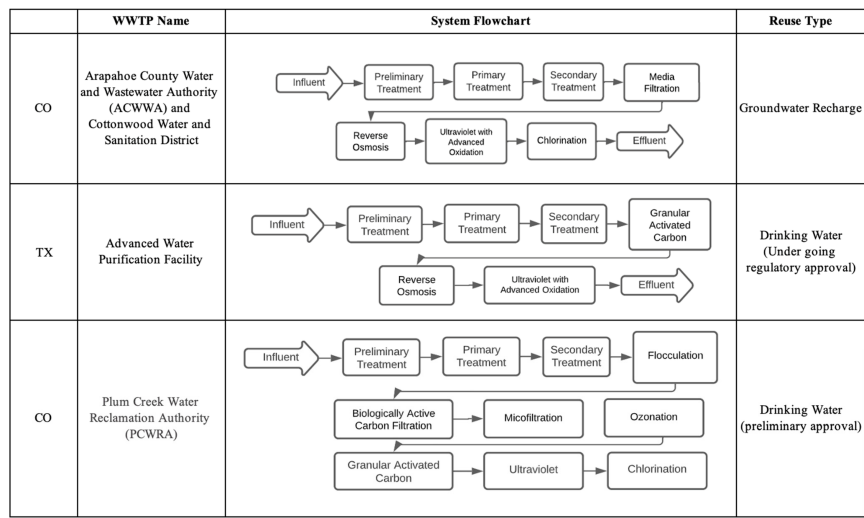 WWTP Name
System Flowchart
Reuse Type
CO
Arapahoe County Water
and Wastewater Authority
(ACWWA) and
Cottonwood Water and
Sanitation District
Influent
Preliminary
Treatment
Primary
Treatment
Secondary
Treatment
Media
Filtration
Reverse
Osmosis
Ultraviolet with
Advanced
Oxidation
Chlorination
Effluent
Groundwater Recharge
TX
Advanced Water
Purification Facility
Influent
Preliminary
Treatment
Primary
Treatment
Secondary
Treatment
Granular
Activated
Carbon
Reverse
Osmosis
Ultraviolet with
Advanced Oxidation
Effluent
Drinking Water
(Under going
regulatory approval)
CO
Plum Creek Water
Reclamation Authority
(PCWRA)
Influent
Preliminary
Treatment
Primary
Treatment
Secondary
Treatment
Flocculation
Biologically Active
Carbon Filtration
Micofiltration
Ozonation
Granular Activated
Carbon
Ultraviolet
Chlorination
Drinking Water
(preliminary approval)